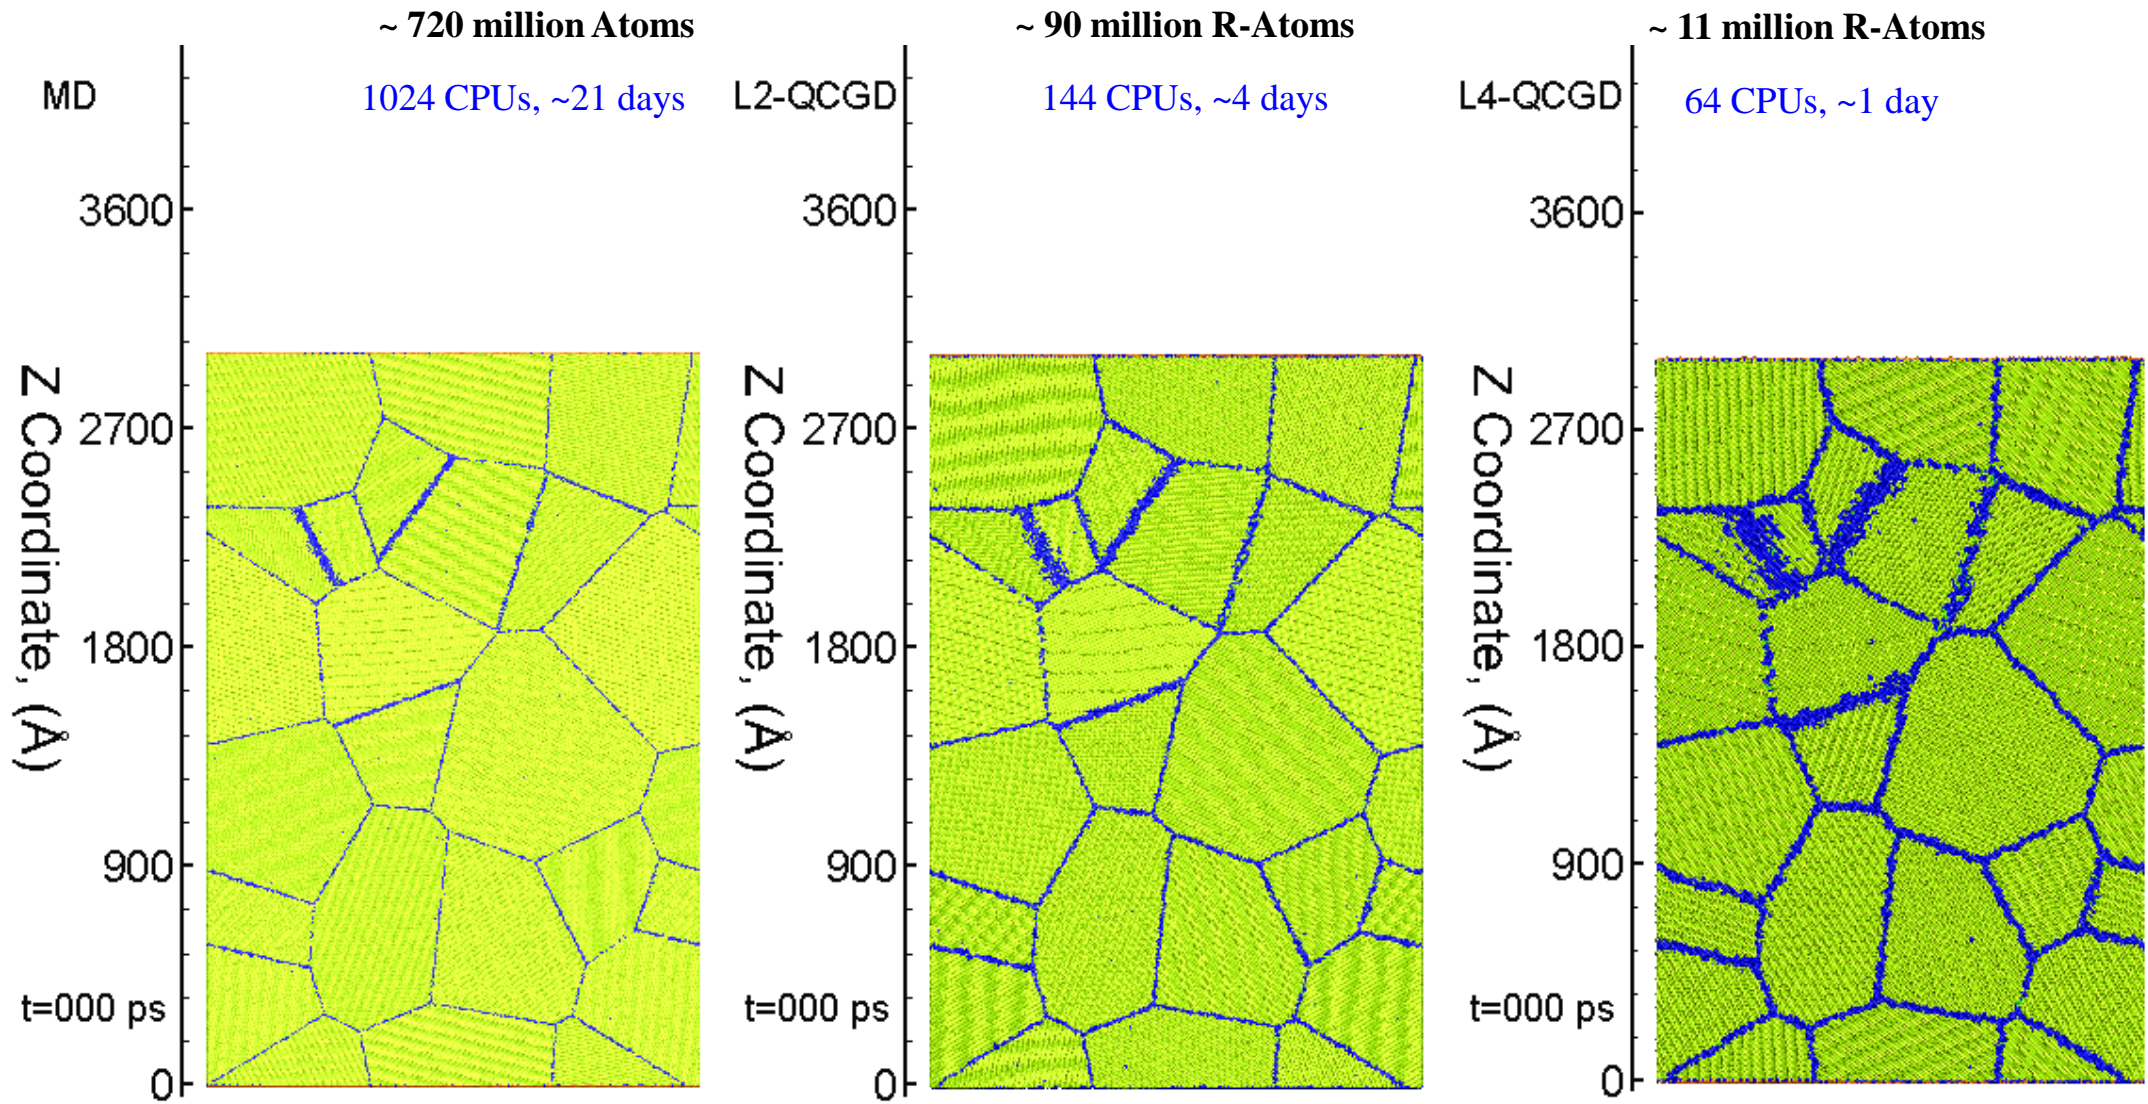 ~ 720 million Atoms
MD
1024 CPUs, ~21 days
3600
2700
1800
900
0
Z Coordinate, (Å)
t=000 ps
~ 90 million R-Atoms
L2-QCGD
144 CPUs, ~4 days
3600
2700
1800
900
0
Z Coordinate, (Å)
t=000 ps
~ 11 million R-Atoms
L4-QCGD
64 CPUs, ~1 day
3600
2700
1800
900
0
Z Coordinate, (Å)
t=000 ps